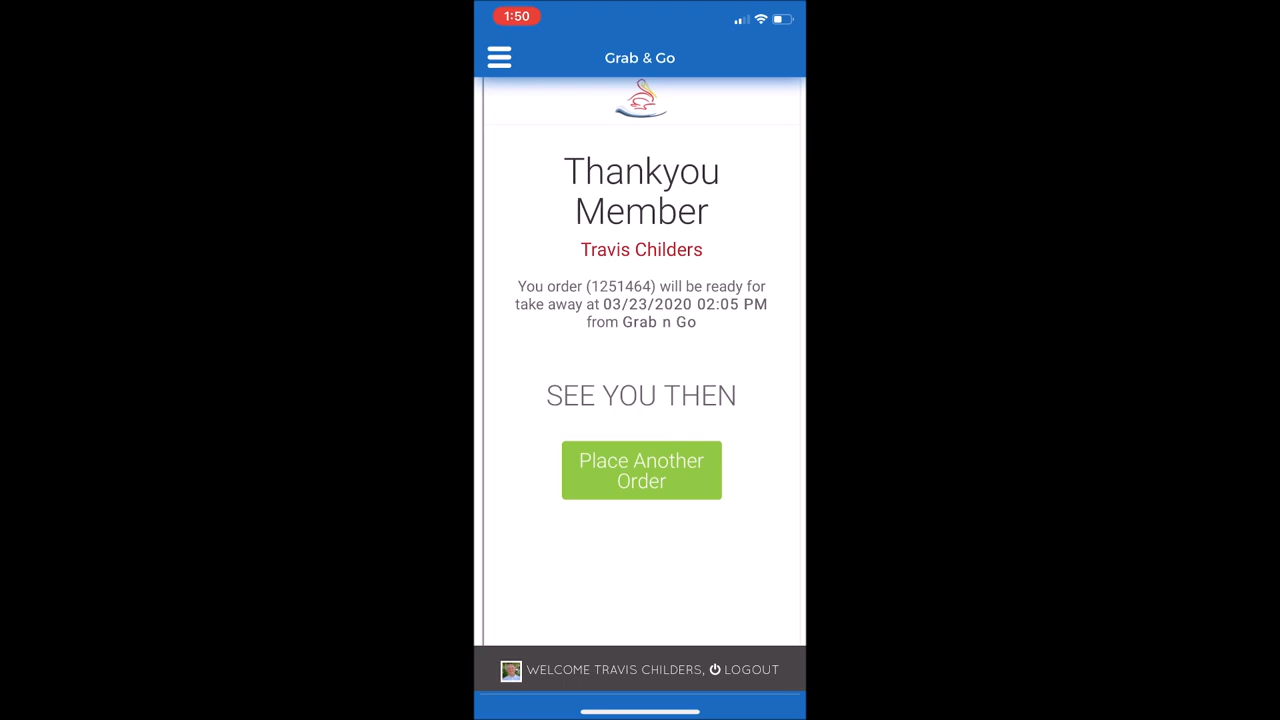 1:50
Grab & Go
Thankyou
Member
Travis Childers
You order (1251464) will be ready for
take away at 03/23/2020 02:05 PM
from Grab n Go
SEE YOU THEN
Place Another
Order
WELCOME TRAVIS CHILDERS, LOGOUT